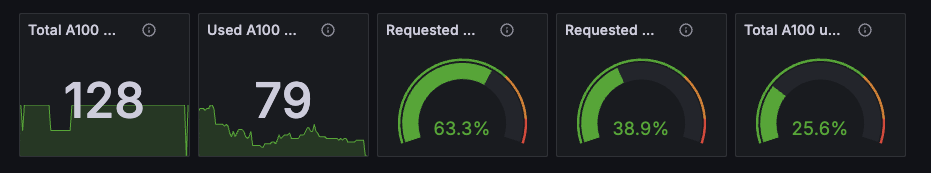 Total A100 ...
128
Used A100 ...
79
Requested ...
63.3%
Requested ...
38.9%
Total A100 u...
25.6%